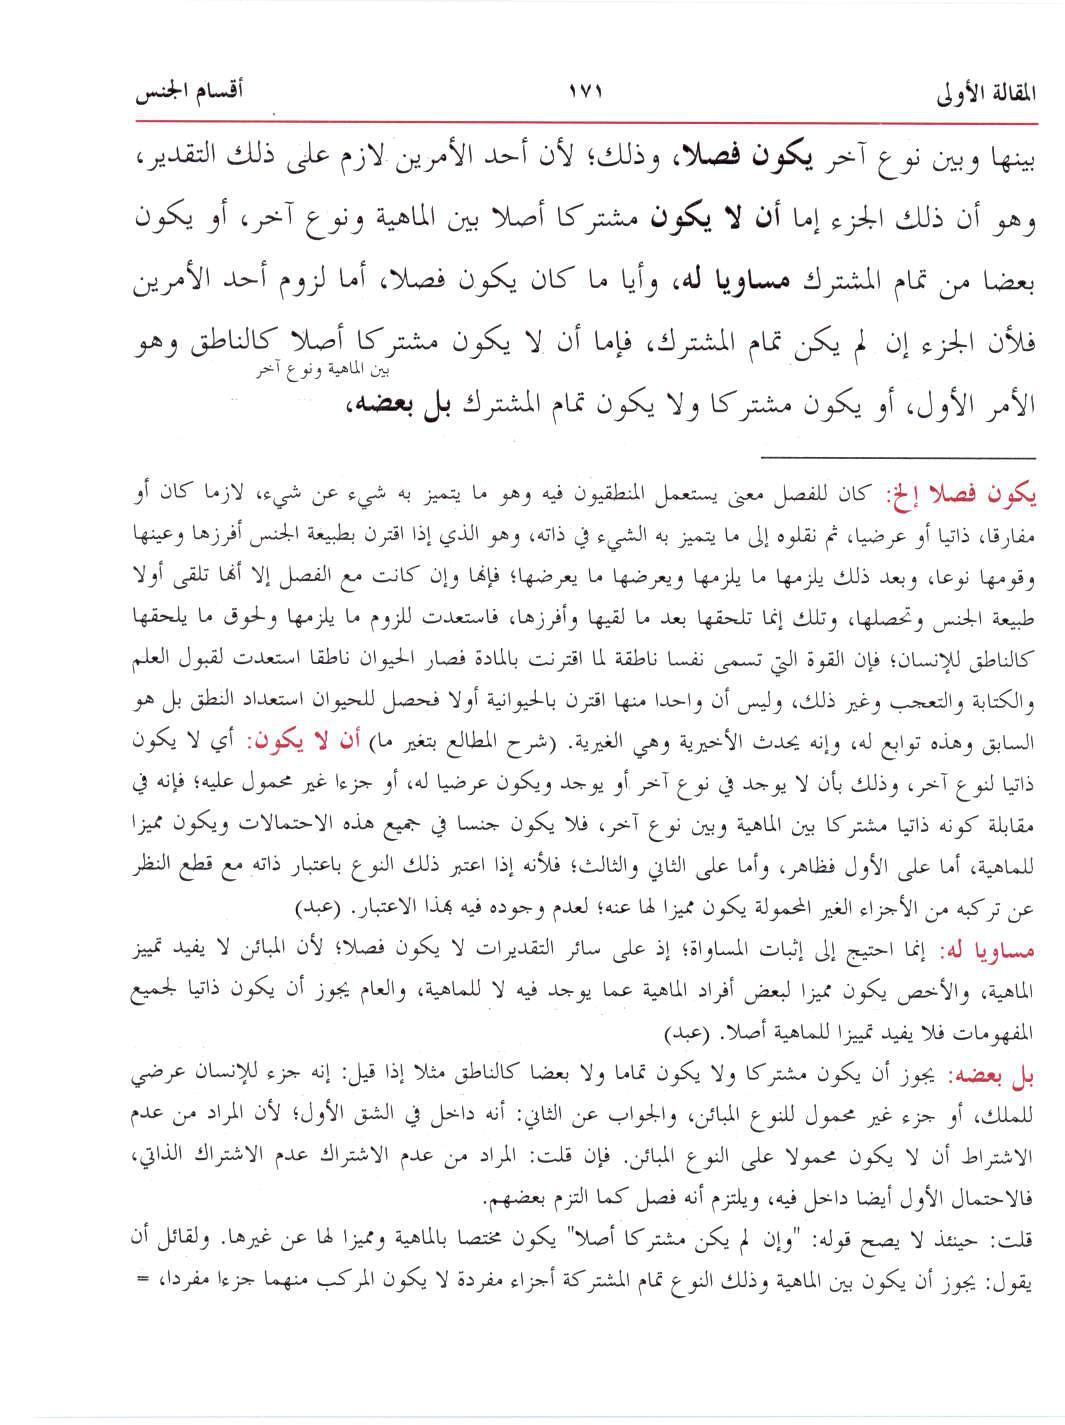 المقالة الأولى ١٧١ أقسام الجنس
بينها وبين نوع آخر يكون فصلا، وذلك؛ لأن أحد الأمرين لازم على ذلك التقدير،
وهو أن ذلك الجزء إما أن لا يكون مشتركا أصلا بين الماهية ونوع آخر، أو يكون
بعضا من تمام المشترك مساويا له، وأيا ما كان يكون فصلا، أما لزوم أحد الأمرين
فلأن الجزء إن لم يكن تمام المشترك، فإما أن لا يكون مشتركا أصلا كالناطق وهو
بين الماهية ونوع آخر
الأمر الأول، أو يكون مشتركا ولا يكون تمام المشترك بل بعضه،
يكون فصلا إلخ: كان للفصل معنى يستعمل المنطقيون فيه وهو ما يتميز به شيء عن شيء، لازما كان أو
مفارقا، ذاتيا أو عرضيا، ثم نقلوه إلى ما يتميز به الشيء في ذاته، وهو الذي إذا اقترن بطبيعة الجنس أفرزها وعينها
وقومها نوعا، وبعد ذلك يلزمها ما يلزمها ويعرضها ما يعرضها؛ فإنها وإن كانت مع الفصل إلا أنها تلقى أولا
طبيعة الجنس وتحصلها، وتلك إنما تلحقها بعد ما لقيها وأفرزها، فاستعدت للزوم ما يلزمها ولحوق ما يلحقها
كالناطق للإنسان؛ فإن القوة التي تسمى نفسا ناطقة لما اقترنت بالمادة فصار الحيوان ناطقا استعدت لقبول العلم
والكتابة والتعجب وغير ذلك، وليس أن واحدا منها اقترن بالحيوانية أولا فحصل للحيوان استعداد النطق بل هو
السابق وهذه توابع له، وإنه يحدث الأخيرية وهي الغيرية. (شرح المطالع بتغير ما) أن لا يكون: أي لا يكون
ذاتيا لنوع آخر، وذلك بأن لا يوجد في نوع آخر أو يوجد ويكون عرضيا له، أو جزءا غير محمول عليه؛ فإنه في
مقابلة كونه ذاتيا مشتركا بين الماهية وبين نوع آخر، فلا يكون جنسا في جميع هذه الاحتمالات ويكون مميزا
للماهية، أما على الأول فظاهر، وأما على الثاني والثالث؛ فلأنه إذا اعتبر ذلك النوع باعتبار ذاته مع قطع النظر
عن تركبه من الأجزاء الغير المحمولة يكون مميزا لها عنه؛ لعدم وجوده فيه بهذا الاعتبار. (عبد)
مساويا له: إنما احتيج إلى إثبات المساواة؛ إذ على سائر التقديرات لا يكون فصلا؛ لأن المبائن لا يفيد تمييز
الماهية، والأخص يكون مميزا لبعض أفراد الماهية عما يوجد فيه لا للماهية، والعام يجوز أن يكون ذاتيا لجميع
المفهومات فلا يفيد تمييزا للماهية أصلا. (عبد)
بل بعضه: يجوز أن يكون مشتركا ولا يكون تماما ولا بعضا كالناطق مثلا إذا قيل: إنه جزء للإنسان عرضي
للملك، أو جزء غير محمول للنوع المبائن، والجواب عن الثاني: أنه داخل في الشق الأول؛ لأن المراد من عدم
الاشتراط أن لا يكون محمولا على النوع المبائن. فإن قلت: المراد من عدم الاشتراك عدم الاشتراك الذاتي،
فالاحتمال الأول أيضا داخل فيه، ويلتزم أنه فصل كما التزم بعضهم.
قلت: حينئذ لا يصح قوله: "وإن لم يكن مشتركا أصلا" يكون مختصا بالماهية ومميزا لها عن غيرها. ولقائل أن
يقول: يجوز أن يكون بين الماهية وذلك النوع تمام المشتركة أجزاء مفردة لا يكون المركب منهما جزءا مفردا، =